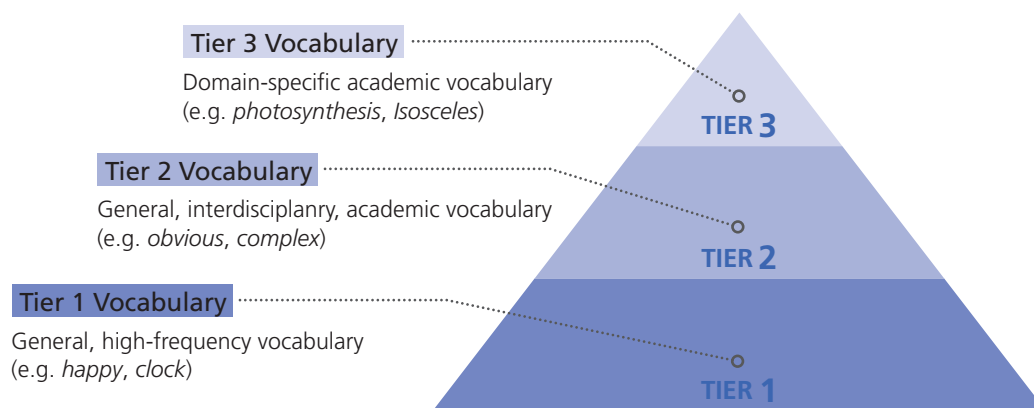 Tier 3 Vocabulary
Domain-specific academic vocabulary
(e.g. photosynthesis, Isosceles)
TIER 3
Tier 2 Vocabulary
General, interdisciplanry, academic vocabulary
(e.g. obvious, complex)
TIER 2
Tier 1 Vocabulary
General, high-frequency vocabulary
(e.g. happy, clock)
TIER 1